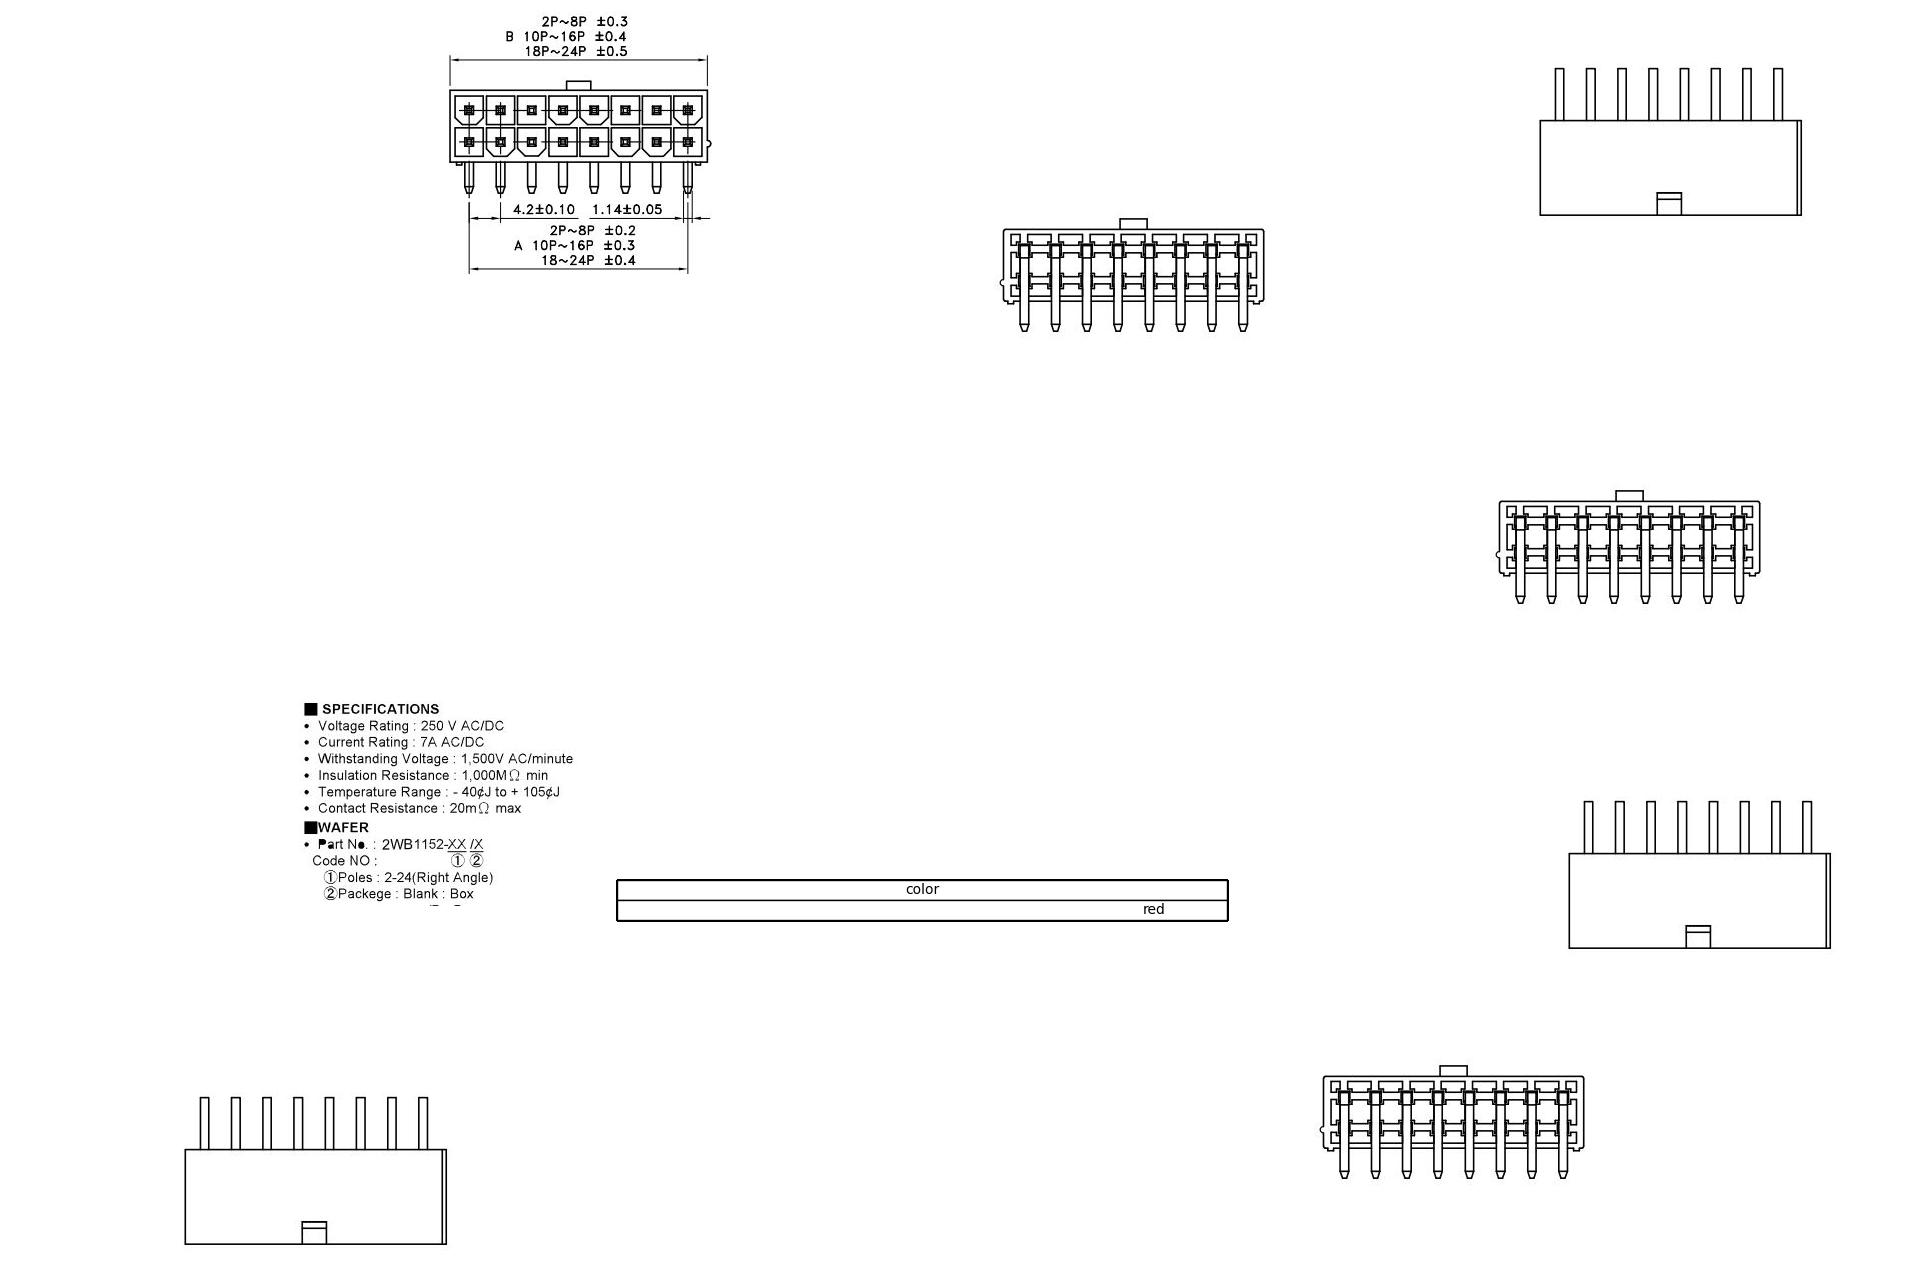 2P~8P ±0.3
B 10P~16P ±0.4
18P~24P ±0.5
4.2±0.10 1.14±0.05
2P~8P ±0.2
A 10P~16P ±0.3
18~24P ±0.4
■ SPECIFICATIONS
• Voltage Rating : 250 V AC/DC
• Current Rating : 7A AC/DC
• Withstanding Voltage : 1,500V AC/minute
• Insulation Resistance : 1,000MΩ min
• Temperature Range : - 40¢J to + 105¢J
• Contact Resistance : 20mΩ max
■WAFER
• Part No. : 2WB1152-XX /X
Code NO : ① ②
①Poles : 2-24(Right Angle)
②Packege : Blank : Box
color
red